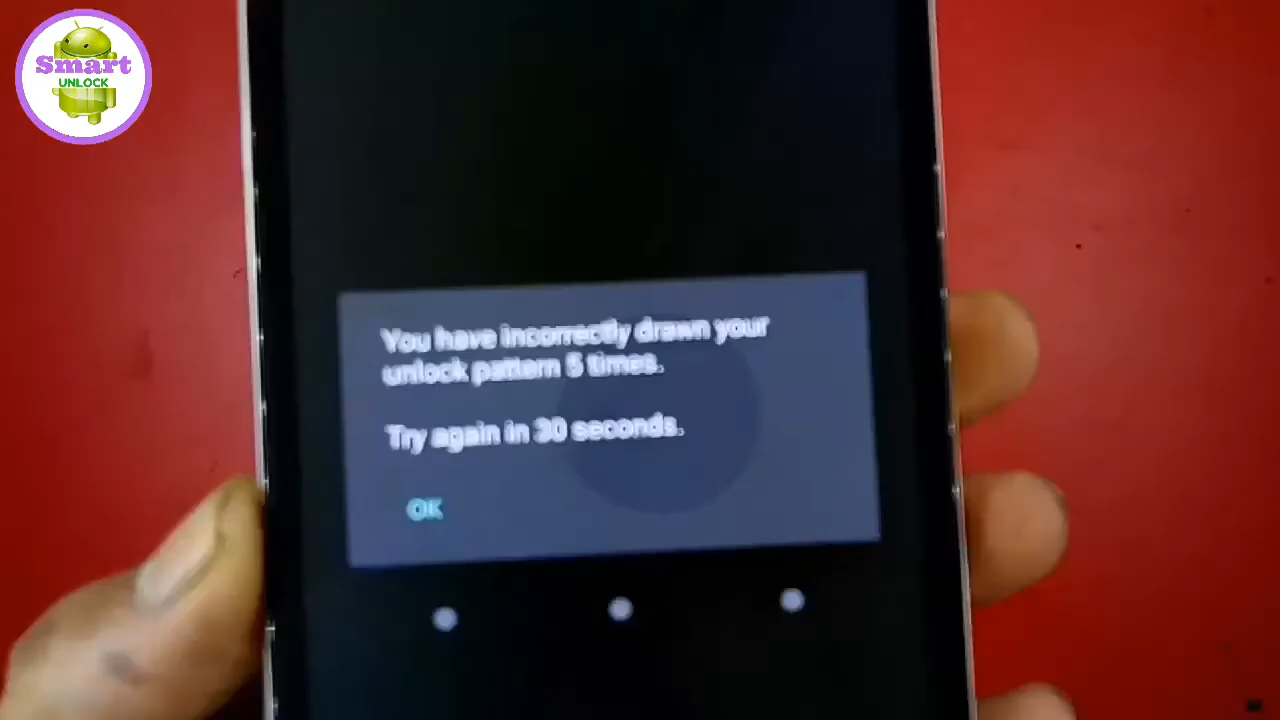 Smart
UNLOCK
You have incorrectly drawn your
unlock pattern 5 times.
Try again in 30 seconds.
OK